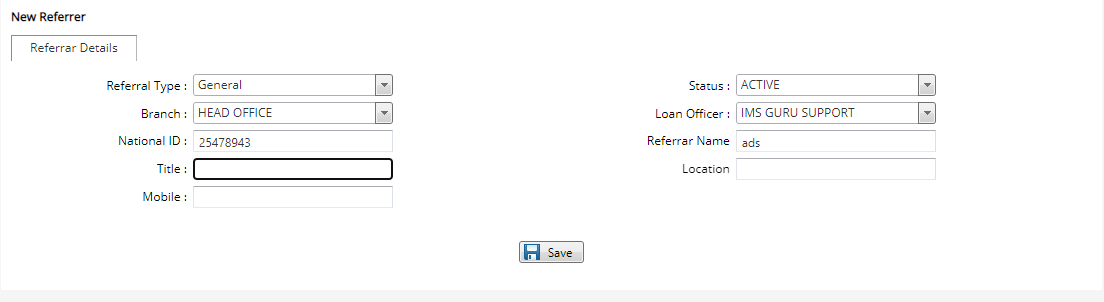 New Referrer
Referrar Details
Referral Type : General Status : ACTIVE
Branch : HEAD OFFICE Loan Officer : IMS GURU SUPPORT
National ID : 25478943 Referrar Name ads
Title : Location
Mobile :
Save